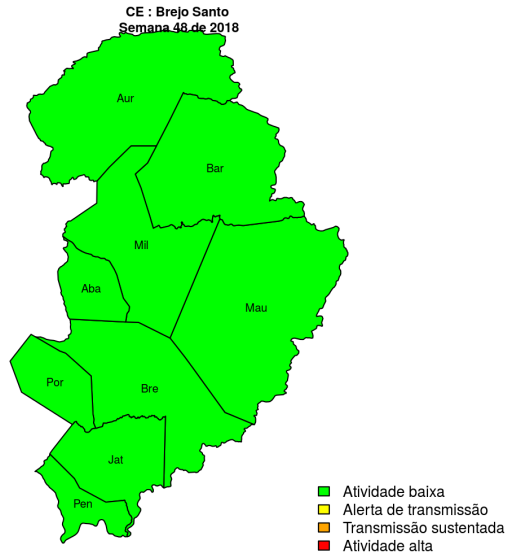 CE : Brejo Santo
Semana 48 de 2018
Aur
Bar
Mil
Aba
Mau
Por
Bre
Jat
Pen
Atividade baixa
Alerta de transmissão
Transmissão sustentada
Atividade alta